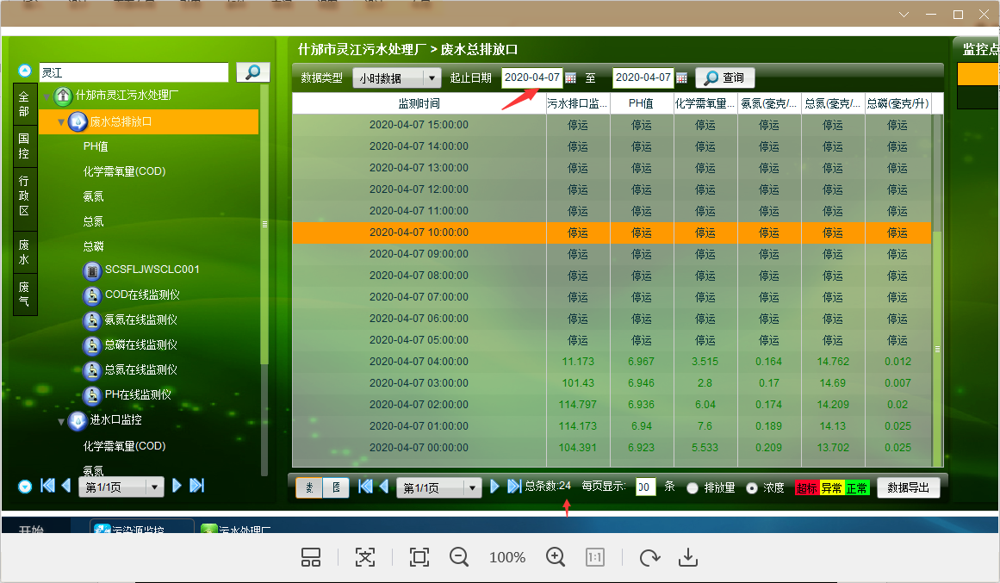 什邡市灵江污水处理厂 > 废水总排放口
监控点
灵江
数据类型 小时数据 起止日期 2020-04-07 至 2020-04-07 查询
全部
国控
行政区
废水
废气
什邡市灵江污水处理厂
废水总排放口
PH值
化学需氧量(COD)
氨氮
总氮
总磷
SCSFLJWSCLC001
COD在线监测仪
氨氮在线监测仪
总磷在线监测仪
总氮在线监测仪
PH在线监测仪
进水口监控
化学需氧量(COD)
氨氮
第1/1页
监测时间 污水排口监... PH值 化学需氧量... 氨氮(毫克/... 总氮(毫克/... 总磷(毫克/升)
2020-04-07 15:00:00 停运 停运 停运 停运 停运 停运
2020-04-07 14:00:00 停运 停运 停运 停运 停运 停运
2020-04-07 13:00:00 停运 停运 停运 停运 停运 停运
2020-04-07 12:00:00 停运 停运 停运 停运 停运 停运
2020-04-07 11:00:00 停运 停运 停运 停运 停运 停运
2020-04-07 10:00:00 停运 停运 停运 停运 停运 停运
2020-04-07 09:00:00 停运 停运 停运 停运 停运 停运
2020-04-07 08:00:00 停运 停运 停运 停运 停运 停运
2020-04-07 07:00:00 停运 停运 停运 停运 停运 停运
2020-04-07 06:00:00 停运 停运 停运 停运 停运 停运
2020-04-07 05:00:00 停运 停运 停运 停运 停运 停运
2020-04-07 04:00:00 11.173 6.967 3.515 0.164 14.762 0.012
2020-04-07 03:00:00 101.43 6.946 2.8 0.17 14.69 0.007
2020-04-07 02:00:00 114.797 6.936 6.04 0.174 14.209 0.02
2020-04-07 01:00:00 114.173 6.94 7.6 0.189 14.13 0.025
2020-04-07 00:00:00 104.391 6.923 5.533 0.209 13.702 0.025
表 图 第1/1页 总条数:24 每页显示: 00 条 排放量 浓度 超标 异常 正常 数据导出
开始 污染源监控 污水处理厂
100% 1:1